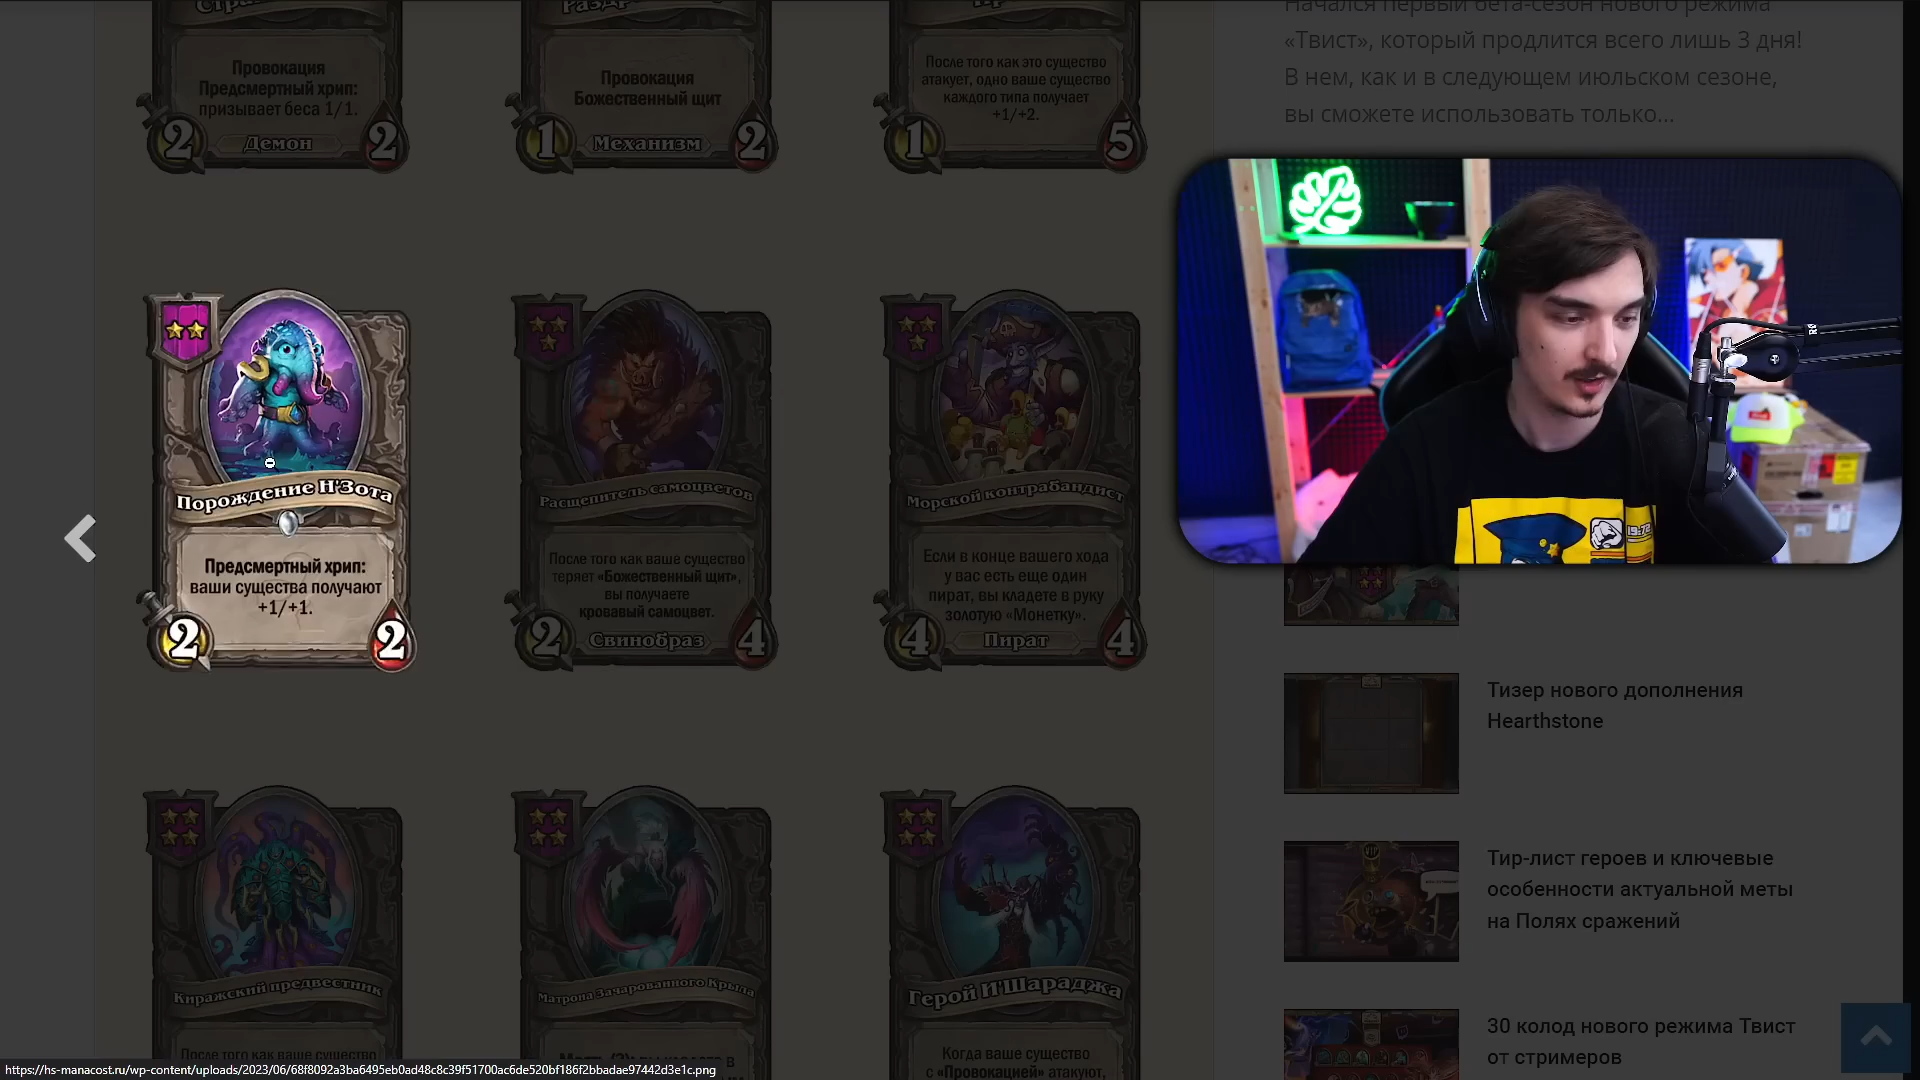 Начался первый бета-сезон нового режима
«Твист», который продлится всего лишь 3 дня!
В нем, как и в следующем июльском сезоне,
вы сможете использовать только...
Провокация
Предсмертный хрип:
призывает беса 1/1.
2
Демон
2
Провокация
Божественный щит
1
Механизм
2
После того как это существо
атакует, одно ваше существо
каждого типа получает
+1/+2.
1
5
Порождение Н'Зота
Предсмертный хрип:
ваши существа получают
+1/+1.
2
2
Расщепитель самоцветов
После того как ваше существо
теряет «Божественный щит»,
вы получаете
кровавый самоцвет.
2
Свинобраз
4
Морской контрабандист
Если в конце вашего хода
у вас есть еще один
пират, вы кладете в руку
золотую «Монетку».
4
Пират
4
19:72
Тизер нового дополнения
Hearthstone
Тир-лист героев и ключевые
особенности актуальной меты
на Полях сражений
30 колод нового режима Твист
от стримеров
Киражский предвестник
После того как ваше существо
Матрона Зачарованного Крыла
Герой И'Шараджа
Когда ваше существо
с «Провокацией» атакуют,
https://hs-manacost.ru/wp-content/uploads/2023/06/68f8092a3ba6495eb0ad48c8c39f51700ac6de520bf186f2bbadae97442d3e1c.png